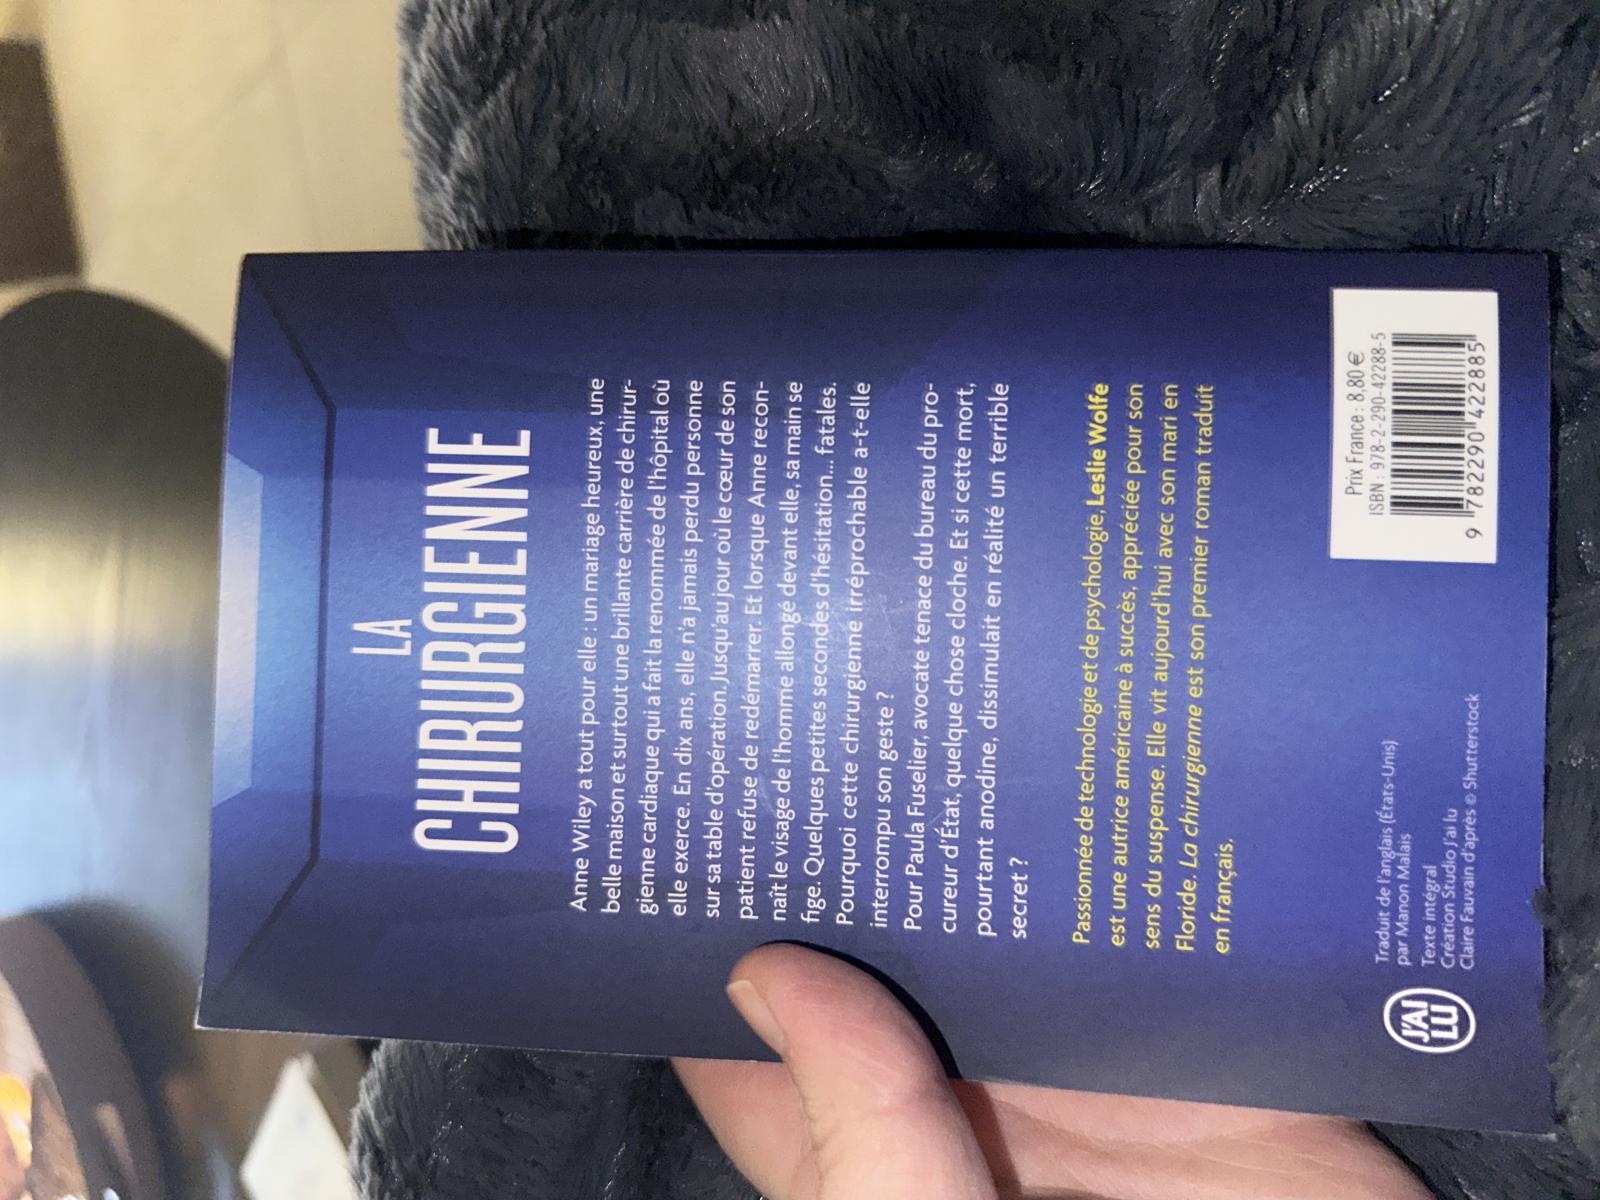 LA
CHIRURGIENNE
Anne Wiley a tout pour elle : un mariage heureux, une
belle maison et surtout une brillante carrière de chirur-
gienne cardiaque qui a fait la renommée de l'hôpital où
elle exerce. En dix ans, elle n'a jamais perdu personne
sur sa table d'opération. Jusqu'au jour où le cœur de son
patient refuse de redémarrer. Et lorsque Anne recon-
naît le visage de l'homme allongé devant elle, sa main se
fige. Quelques petites secondes d'hésitation... fatales.
Pourquoi cette chirurgienne irréprochable a-t-elle
interrompu son geste ?
Pour Paula Fuselier, avocate tenace du bureau du pro-
cureur d'État, quelque chose cloche. Et si cette mort,
pourtant anodine, dissimulait en réalité un terrible
secret ?
Passionnée de technologie et de psychologie, Leslie Wolfe
est une autrice américaine à succès, appréciée pour son
sens du suspense. Elle vit aujourd'hui avec son mari en
Floride. La chirurgienne est son premier roman traduit
en français.
J'AI
LU
Traduit de l'anglais (États-Unis)
par Manon Malais
Texte intégral
Création Studio J'ai lu
Claire Fauvain d'après © Shutterstock
Prix France : 8,80 €
ISBN : 978-2-290-42288-5
9 782290 422885